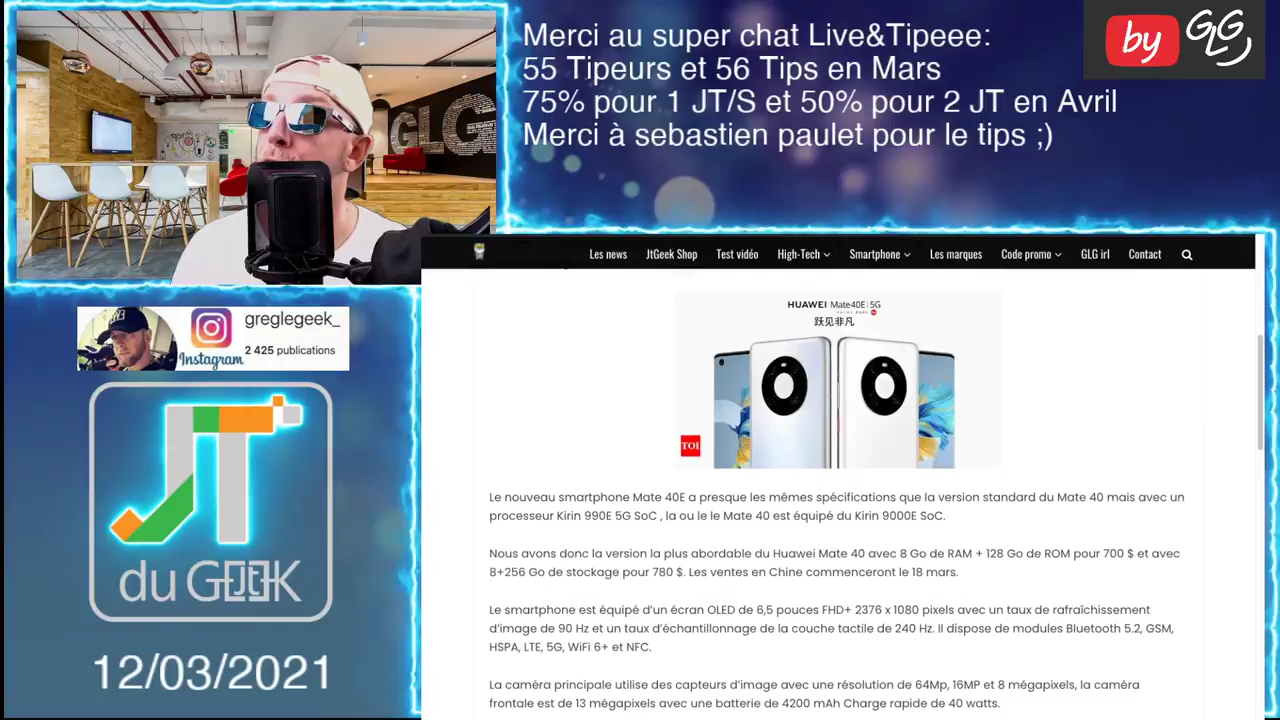 Merci au super chat Live&Tipeee:
55 Tipeurs et 56 Tips en Mars
75% pour 1 JT/S et 50% pour 2 JT en Avril
Merci à sebastien paulet pour le tips ;)
by GLG
GLG
Les news JtGeek Shop Test vidéo High-Tech Smartphone Les marques Code promo GLG irl Contact
HUAWEI Mate40E | 5G
跃见非凡
TOI
greglegeek_
Instagram
2 425 publications
JT
du GEEK
12/03/2021
Le nouveau smartphone Mate 40E a presque les mêmes spécifications que la version standard du Mate 40 mais avec un
processeur Kirin 990E 5G SoC , la ou le le Mate 40 est équipé du Kirin 9000E SoC.
Nous avons donc la version la plus abordable du Huawei Mate 40 avec 8 Go de RAM + 128 Go de ROM pour 700 $ et avec
8+256 Go de stockage pour 780 $. Les ventes en Chine commenceront le 18 mars.
Le smartphone est équipé d’un écran OLED de 6,5 pouces FHD+ 2376 x 1080 pixels avec un taux de rafraîchissement
d’image de 90 Hz et un taux d’échantillonnage de la couche tactile de 240 Hz. Il dispose de modules Bluetooth 5.2, GSM,
HSPA, LTE, 5G, WiFi 6+ et NFC.
La caméra principale utilise des capteurs d’image avec une résolution de 64Mp, 16MP et 8 mégapixels, la caméra
frontale est de 13 mégapixels avec une batterie de 4200 mAh Charge rapide de 40 watts.